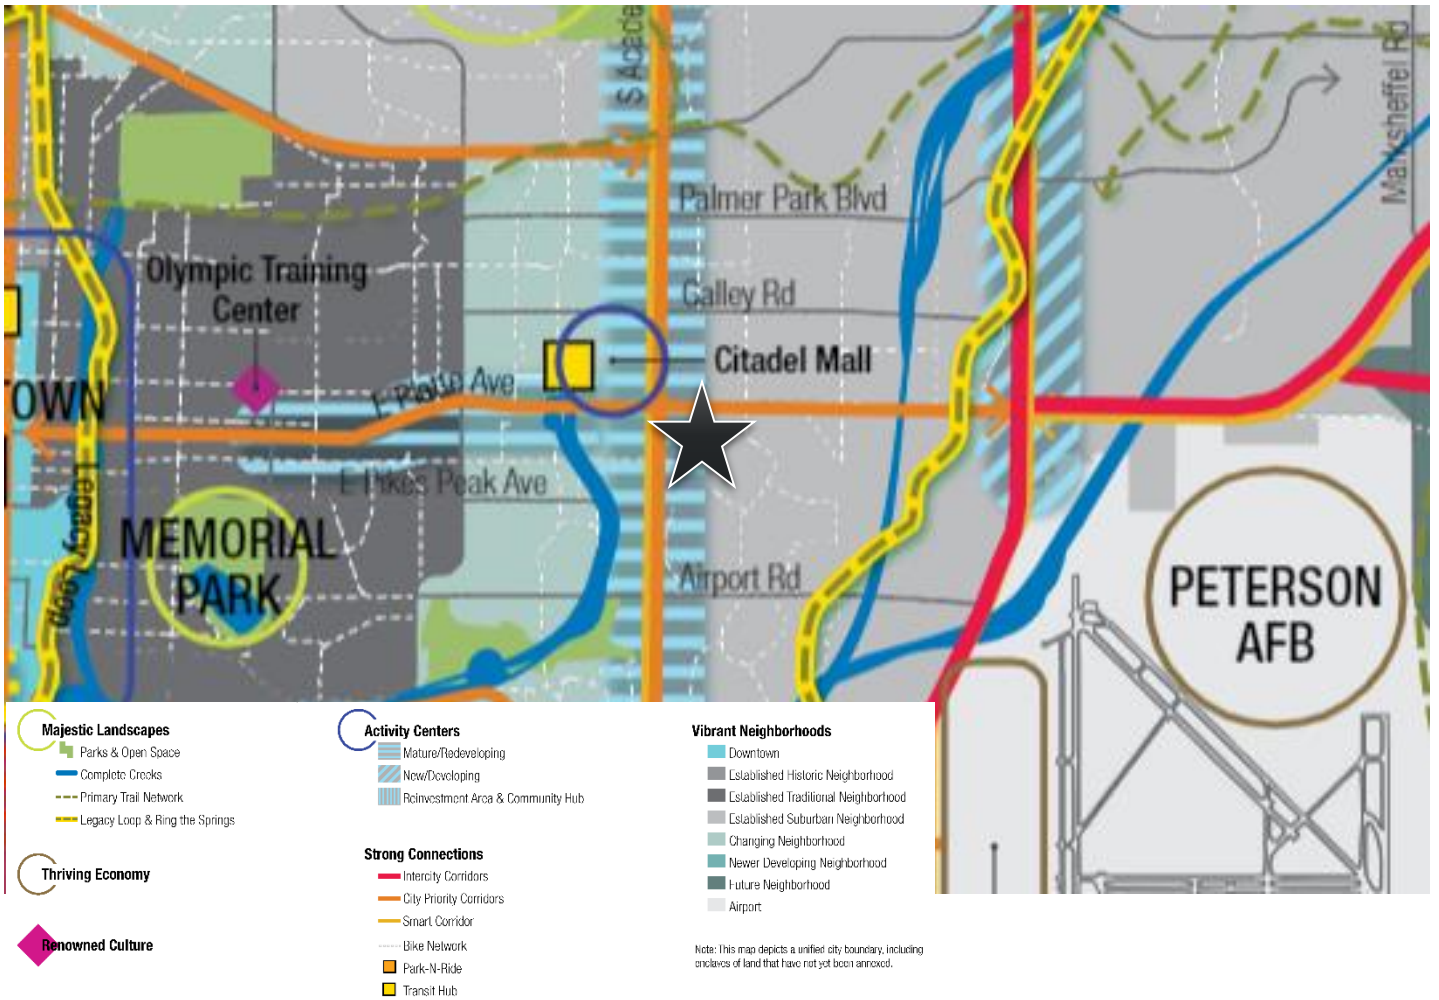 S Acade
Marksheffel Rd
Palmer Park Blvd
Olympic Training
Center
Galley Rd
Citadel Mall
E Platte Ave
OWN
E Pikes Peak Ave
Legacy Loop
MEMORIAL
PARK
Airport Rd
PETERSON
AFB
Majestic Landscapes
Parks & Open Space
Complete Creeks
Primary Trail Network
Legacy Loop & Ring the Springs
Thriving Economy
Renowned Culture
Activity Centers
Mature/Redeveloping
New/Developing
Reinvestment Area & Community Hub
Strong Connections
Intercity Corridors
City Priority Corridors
Smart Corridor
Bike Network
Park-N-Ride
Transit Hub
Vibrant Neighborhoods
Downtown
Established Historic Neighborhood
Established Traditional Neighborhood
Established Suburban Neighborhood
Changing Neighborhood
Newer Developing Neighborhood
Future Neighborhood
Airport
Note: This map depicts a unified city boundary, including
enclaves of land that have not yet been annexed.